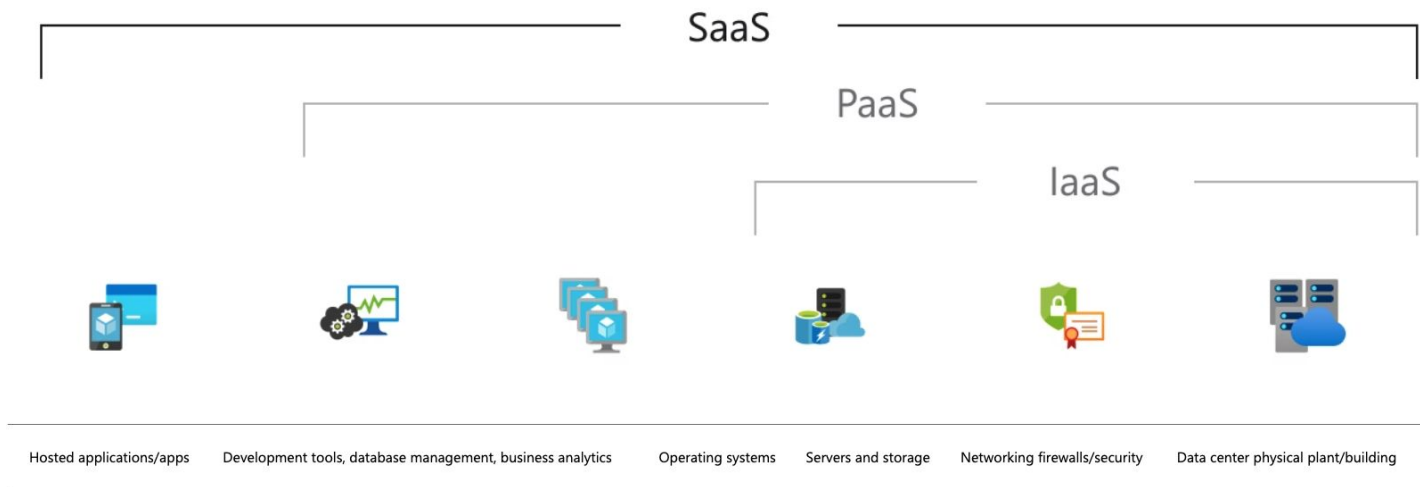 SaaS
PaaS
IaaS
Hosted applications/apps
Development tools, database management, business analytics
Operating systems
Servers and storage
Networking firewalls/security
Data center physical plant/building